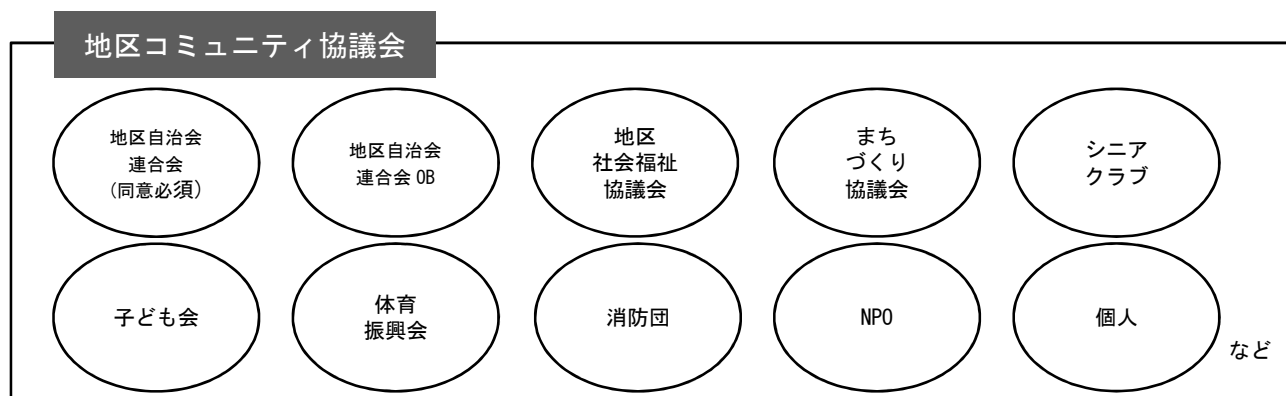 地区コミュニティ協議会
地区自治会
連合会
(同意必須)
地区自治会
連合会 OB
地区
社会福祉
協議会
まち
づくり
協議会
シニア
クラブ
子ども会
体育
振興会
消防団
NPO
個人
など